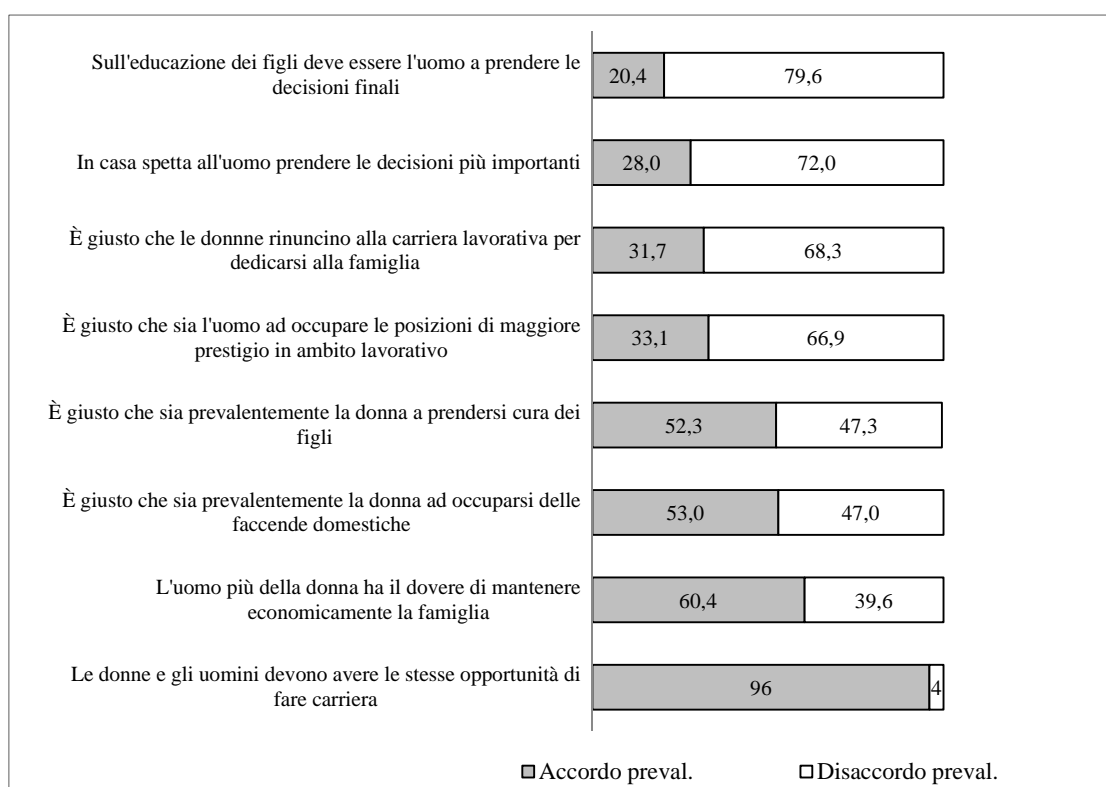 Sull'educazione dei figli deve essere l'uomo a prendere le
decisioni finali
20,4
79,6
In casa spetta all'uomo prendere le decisioni più importanti
28,0
72,0
È giusto che le donnne rinuncino alla carriera lavorativa per
dedicarsi alla famiglia
31,7
68,3
È giusto che sia l'uomo ad occupare le posizioni di maggiore
prestigio in ambito lavorativo
33,1
66,9
È giusto che sia prevalentemente la donna a prendersi cura dei
figli
52,3
47,3
È giusto che sia prevalentemente la donna ad occuparsi delle
faccende domestiche
53,0
47,0
L'uomo più della donna ha il dovere di mantenere
economicamente la famiglia
60,4
39,6
Le donne e gli uomini devono avere le stesse opportunità di
fare carriera
96
4
Accordo preval.
Disaccordo preval.